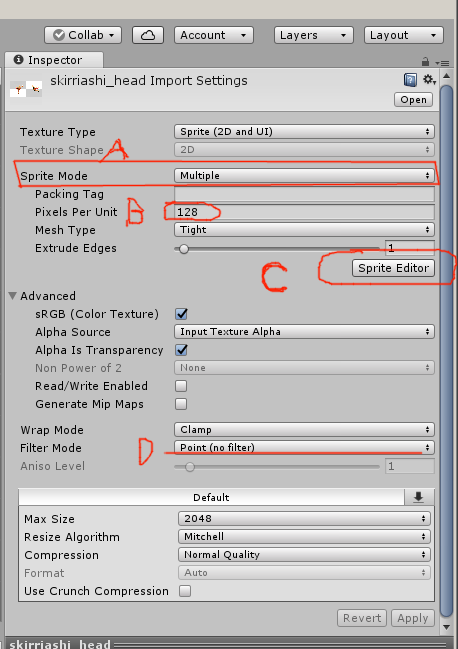 Collab Account Layers Layout
Inspector
skirriashi_head Import Settings
Open
Texture Type Sprite (2D and UI)
A
Texture Shape 2D
Sprite Mode Multiple
Packing Tag
B
Pixels Per Unit 128
Mesh Type Tight
Extrude Edges 1
C
Sprite Editor
Advanced
sRGB (Color Texture)
Alpha Source Input Texture Alpha
Alpha Is Transparency
Non Power of 2 None
Read/Write Enabled
Generate Mip Maps
Wrap Mode Clamp
D
Filter Mode Point (no filter)
Aniso Level 1
Default
Max Size 2048
Resize Algorithm Mitchell
Compression Normal Quality
Format Auto
Use Crunch Compression
Revert Apply
skirriashi_head